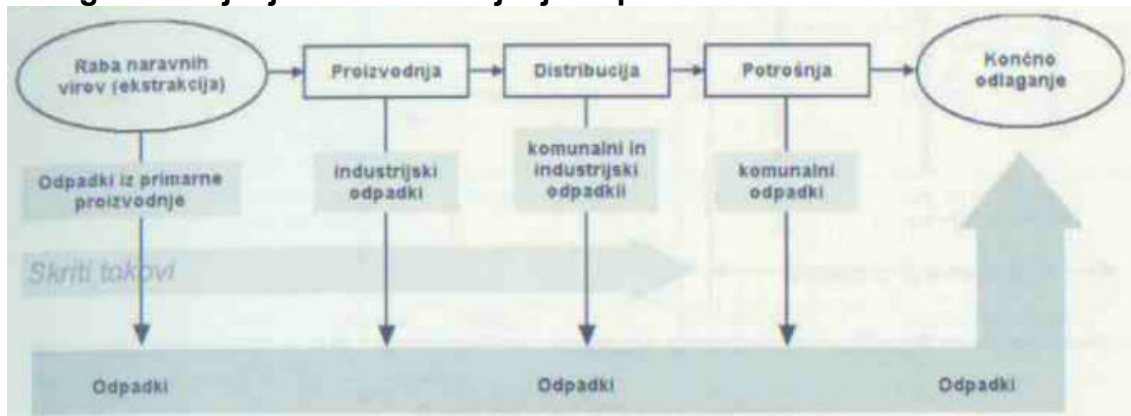 Raba naravnih
virov (ekstrakcija)
Proizvodnja
Distribucija
Potrošnja
Končno
odlaganje
Odpadki iz primarne
proizvodnje
industrijski
odpadki
komunalni in
industrijski
odpadkii
komunalni
odpadki
Skriti tokovi
Odpadki
Odpadki
Odpadki